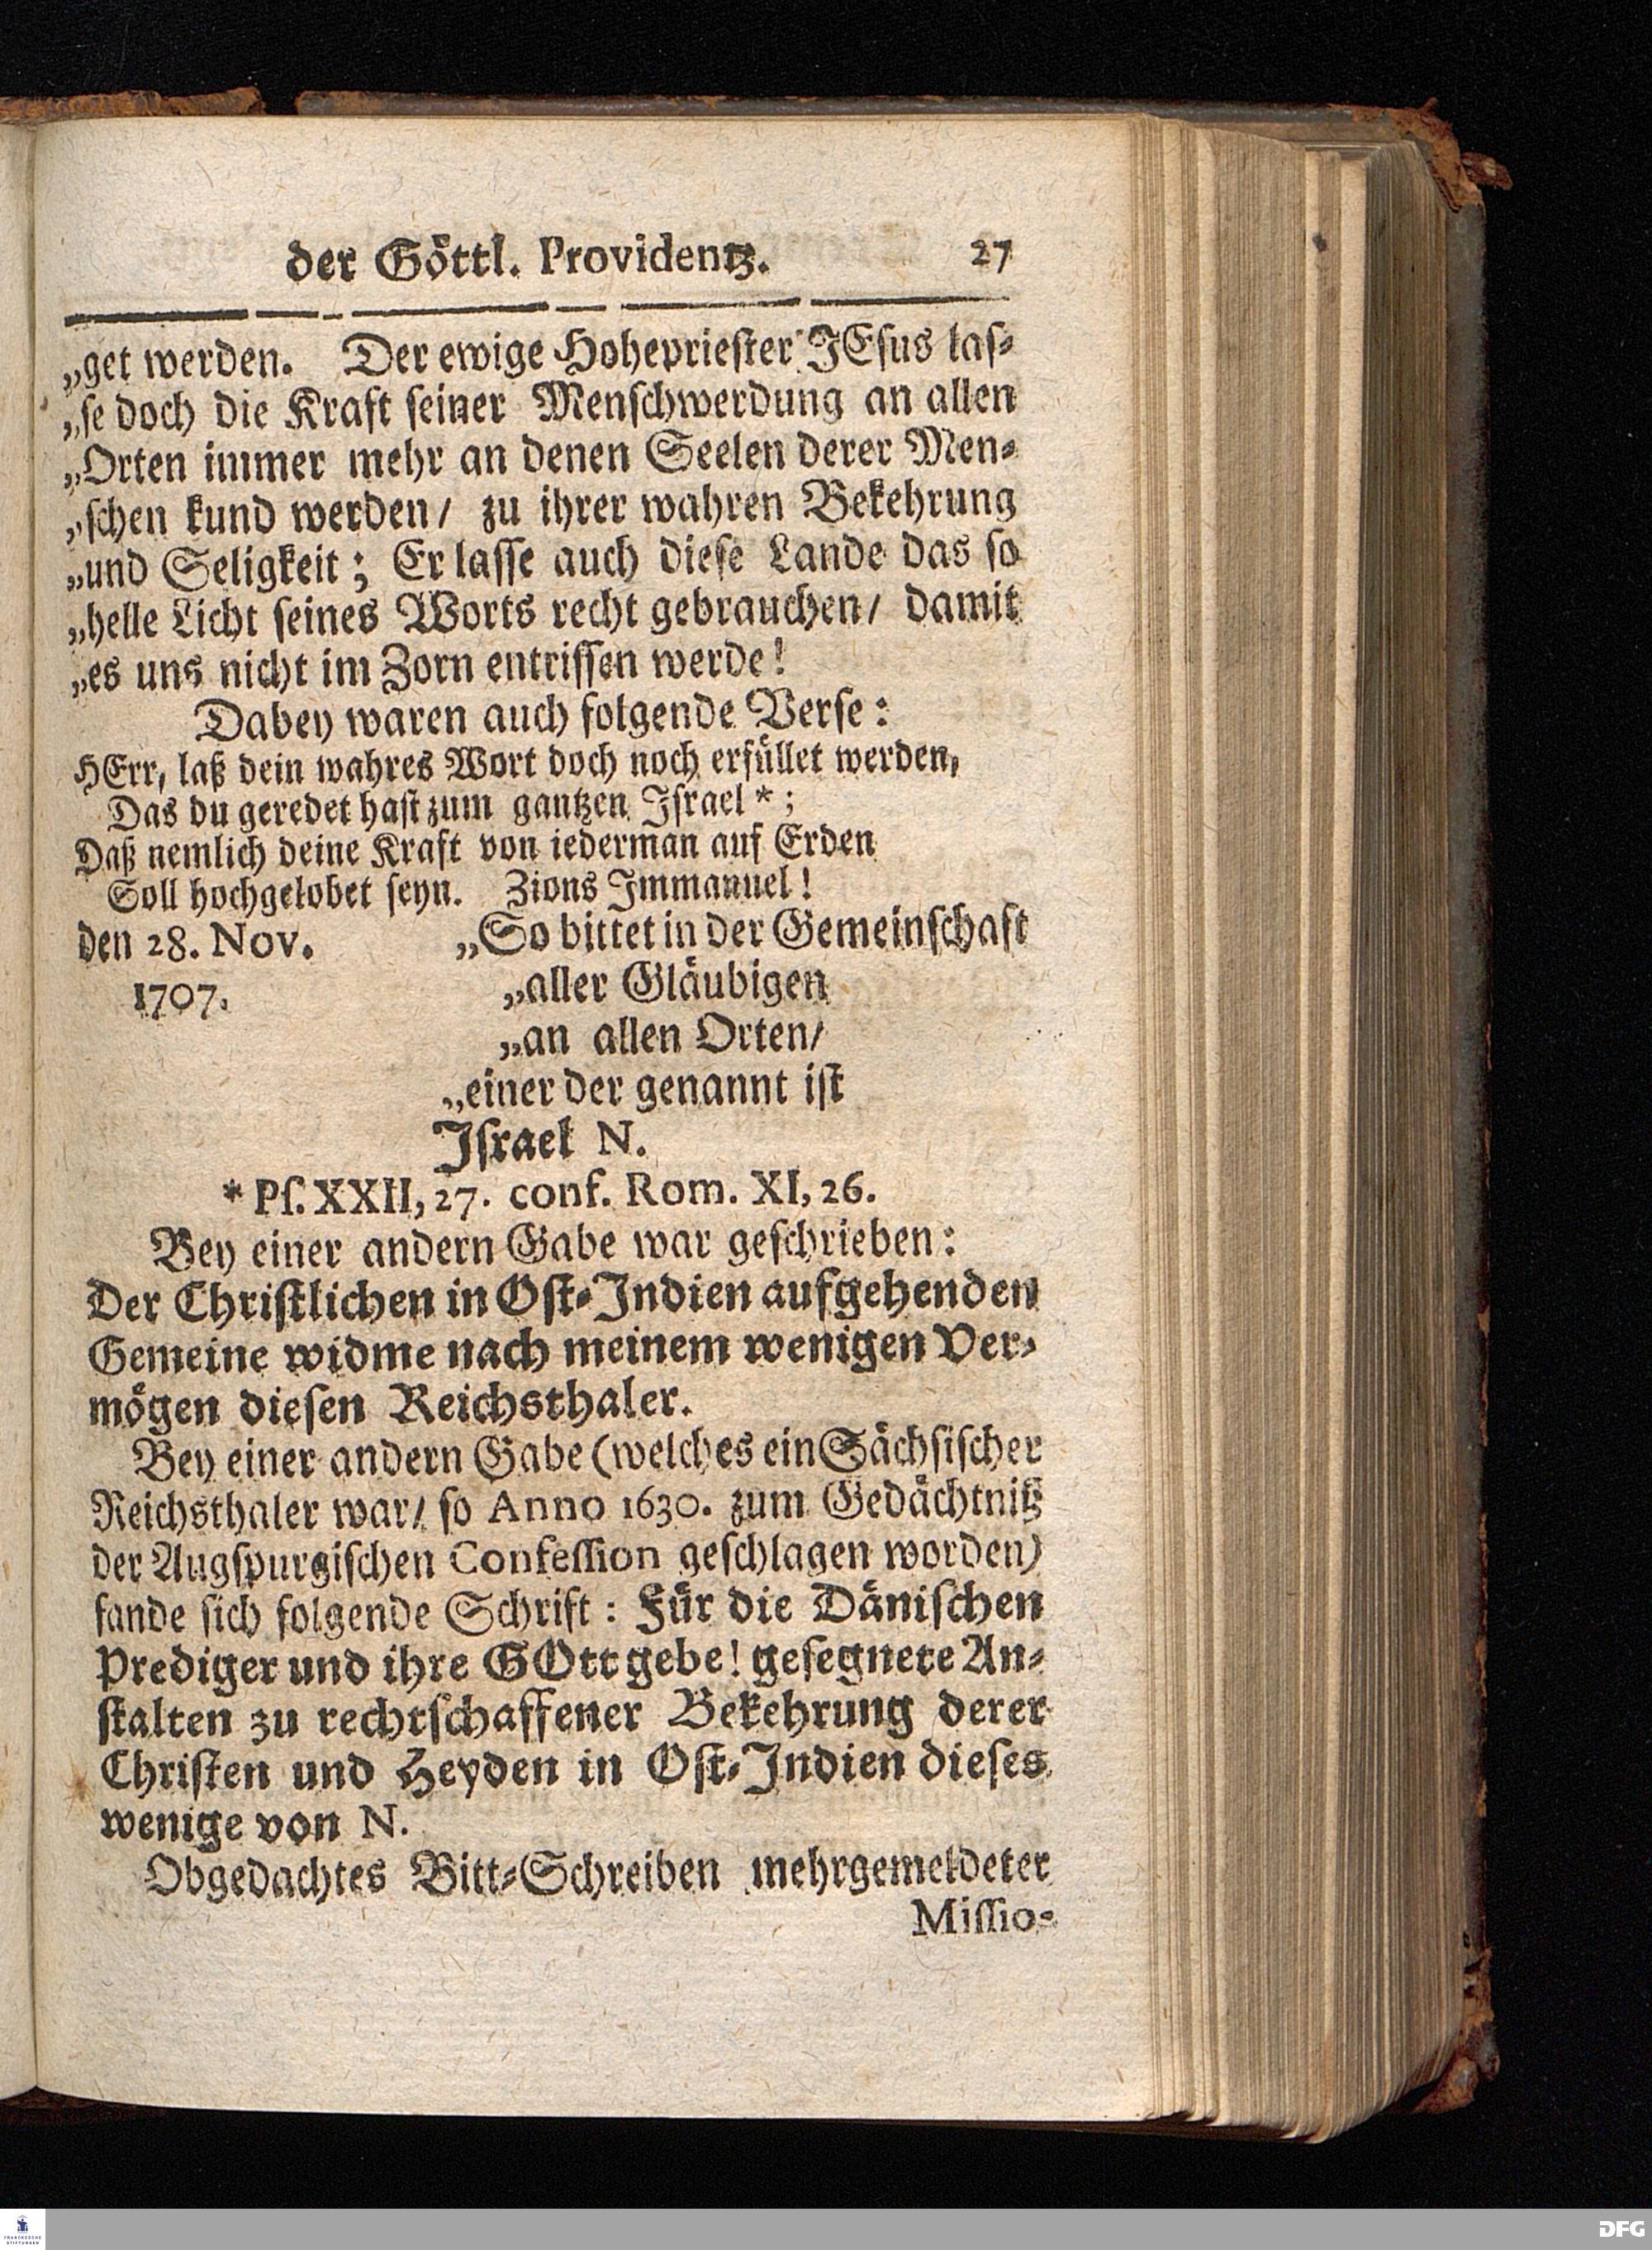 der Göttl. Providentz. 27
„get werden. Der ewige Hohepriester JEsus las-
„se doch die Kraft seiner Menschwerdung an allen
„Orten immer mehr an denen Seelen derer Men-
„schen kund werden/ zu ihrer wahren Bekehrung
„und Seligkeit; Er lasse auch diese Lande das so
„helle Licht seines Worts recht gebrauchen/ damit
„es uns nicht im Zorn entrissen werde!
Dabey waren auch folgende Verse:
HErr, laß dein wahres Wort doch noch erfüllet werden,
Das du geredet hast zum gantzen Israel *;
Daß nemlich deine Kraft von iederman auf Erden
Soll hochgelobet seyn. Zions Immanuel!
den 28. Nov. „So bittet in der Gemeinschaft
1707. „aller Gläubigen
„an allen Orten/
„einer der genannt ist
Israel N.
* Ps. XXII, 27. conf. Rom. XI, 26.
Bey einer andern Gabe war geschrieben:
Der Christlichen in Ost-Indien aufgehenden
Gemeine widme nach meinem wenigen Ver-
mögen diesen Reichsthaler.
Bey einer andern Gabe (welches ein Sächsischer
Reichsthaler war/ so Anno 1630. zum Gedächtniß
der Augspurgischen Confession geschlagen worden)
fande sich folgende Schrift: Für die Dänischen
Prediger und ihre GOtt gebe! gesegnete An-
stalten zu rechtschaffener Bekehrung derer
Christen und Heyden in Ost-Indien dieses
wenige von N.
Obgedachtes Bitt-Schreiben mehrgemeldeter
Missio-
FRANCKESCHE
STIFTUNGEN
DFG